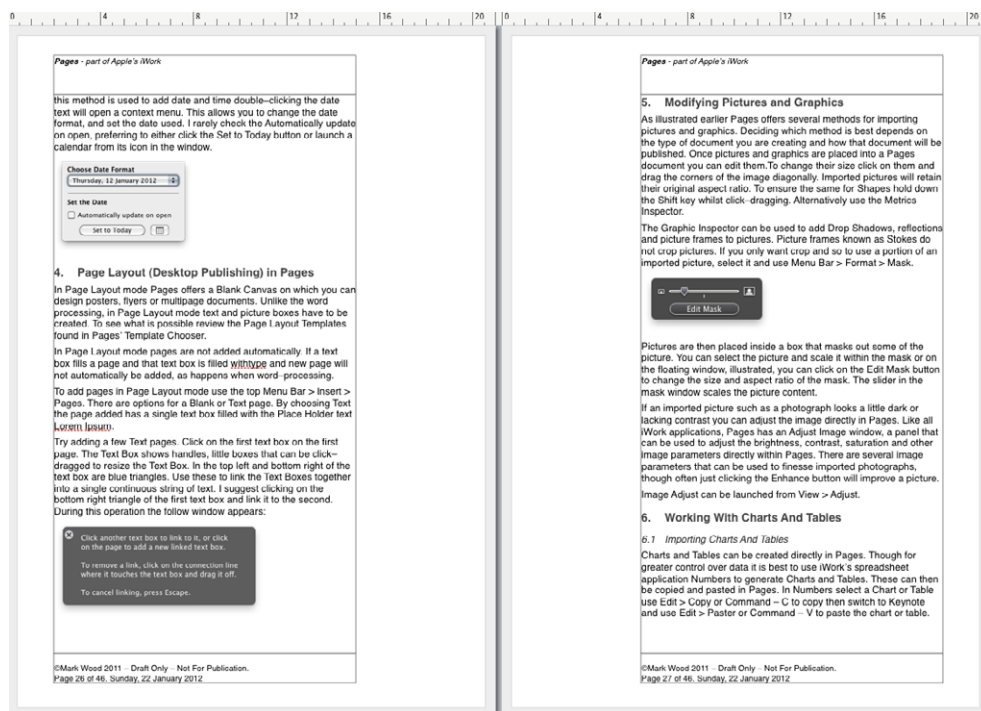 0 4 8 12 16 20 0 4 8 12 16 20
Pages - part of Apple's iWork
this method is used to add date and time double–clicking the date
text will open a context menu. This allows you to change the date
format, and set the date used. I rarely check the Automatically update
on open, preferring to either click the Set to Today button or launch a
calendar from its icon in the window.
Choose Date Format
Thursday, 12 January 2012
Set the Date
Automatically update on open
Set to Today
4. Page Layout (Desktop Publishing) in Pages
In Page Layout mode Pages offers a Blank Canvas on which you can
design posters, flyers or multipage documents. Unlike the word
processing, in Page Layout mode text and picture boxes have to be
created. To see what is possible review the Page Layout Templates
found in Pages' Template Chooser.
In Page Layout mode pages are not added automatically. If a text
box fills a page and that text box is filled withtype and new page will
not automatically be added, as happens when word–processing.
To add pages in Page Layout mode use the top Menu Bar > Insert >
Pages. There are options for a Blank or Text page. By choosing Text
the page added has a single text box filled with the Place Holder text
Lorem Ipsum.
Try adding a few Text pages. Click on the first text box on the first
page. The Text Box shows handles, little boxes that can be click–
dragged to resize the Text Box. In the top left and bottom right of the
text box are blue triangles. Use these to link the Text Boxes together
into a single continuous string of text. I suggest clicking on the
bottom right triangle of the first text box and link it to the second.
During this operation the follow window appears:
Click another text box to link to it, or click
on the page to add a new linked text box.
To remove a link, click on the connection line
where it touches the text box and drag it off.
To cancel linking, press Escape.
©Mark Wood 2011 – Draft Only – Not For Publication.
Page 26 of 46, Sunday, 22 January 2012
Pages - part of Apple's iWork
5. Modifying Pictures and Graphics
As illustrated earlier Pages offers several methods for importing
pictures and graphics. Deciding which method is best depends on
the type of document you are creating and how that document will be
published. Once pictures and graphics are placed into a Pages
document you can edit them.To change their size click on them and
drag the corners of the image diagonally. Imported pictures will retain
their original aspect ratio. To ensure the same for Shapes hold down
the Shift key whilst click–dragging. Alternatively use the Metrics
Inspector.
The Graphic Inspector can be used to add Drop Shadows, reflections
and picture frames to pictures. Picture frames known as Stokes do
not crop pictures. If you only want crop and so to use a portion of an
imported picture, select it and use Menu Bar > Format > Mask.
Edit Mask
Pictures are then placed inside a box that masks out some of the
picture. You can select the picture and scale it within the mask or on
the floating window, illustrated, you can click on the Edit Mask button
to change the size and aspect ratio of the mask. The slider in the
mask window scales the picture content.
If an imported picture such as a photograph looks a little dark or
lacking contrast you can adjust the image directly in Pages. Like all
iWork applications, Pages has an Adjust Image window, a panel that
can be used to adjust the brightness, contrast, saturation and other
image parameters directly within Pages. There are several image
parameters that can be used to finesse imported photographs,
though often just clicking the Enhance button will improve a picture.
Image Adjust can be launched from View > Adjust.
6. Working With Charts And Tables
6.1 Importing Charts And Tables
Charts and Tables can be created directly in Pages. Though for
greater control over data it is best to use iWork's spreadsheet
application Numbers to generate Charts and Tables. These can then
be copied and pasted in Pages. In Numbers select a Chart or Table
use Edit > Copy or Command – C to copy then switch to Keynote
and use Edit > Paster or Command – V to paste the chart or table.
©Mark Wood 2011 – Draft Only – Not For Publication.
Page 27 of 46, Sunday, 22 January 2012